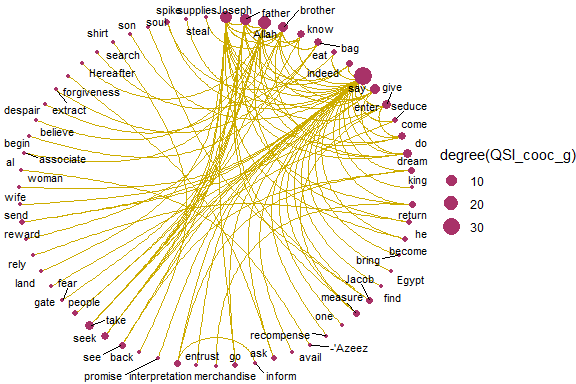 spike supplies Joseph father brother
son soul Allah
shirt steal know
search eat bag
Hereafter indeed
forgiveness say give
despair extract enter seduce
believe come
begin do
al associate dream
woman king
wife
send return
reward he
rely become
bring
land fear Jacob Egypt
gate people measure find
take one
seek recompense
see back entrust go ask avail -'Azeez
promise interpretation merchandise inform
degree(QSI_cooc_g)
10
20
30